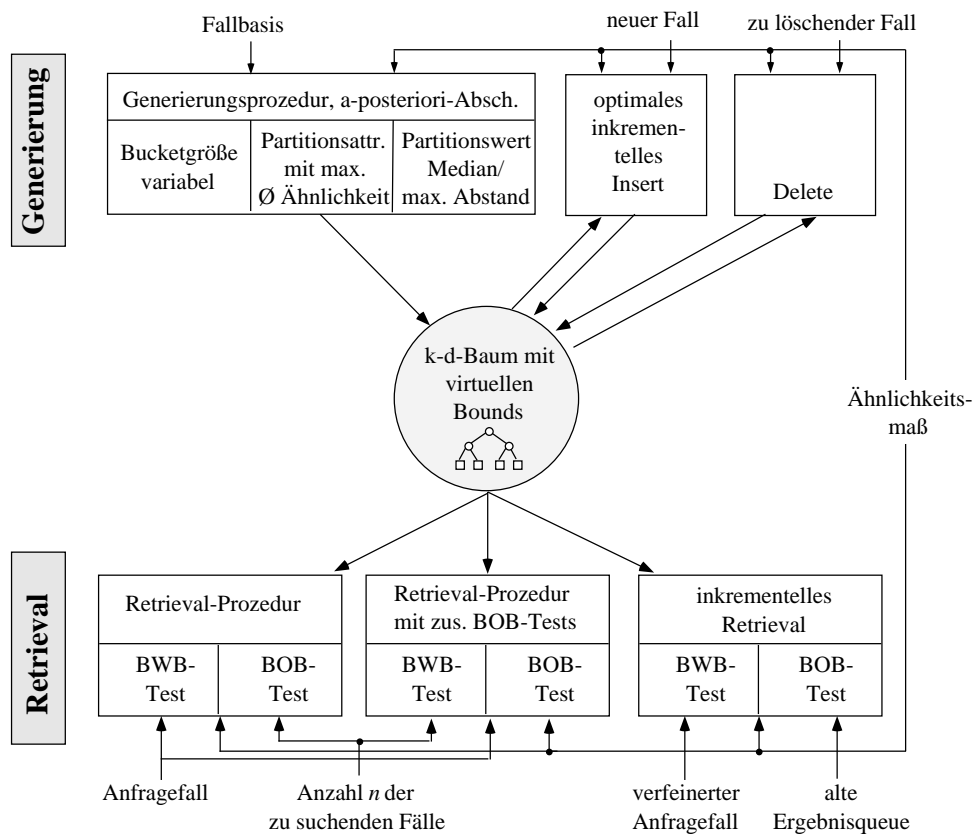 Fallbasis
neuer Fall
zu löschender Fall
Generierung
Generierungsprozedur, a-posteriori-Absch.
Bucketgröße
variabel
Partitionsattr.
mit max.
Ø Ähnlichkeit
Partitionswert
Median/
max. Abstand
optimales
inkremen-
telles
Insert
Delete
k-d-Baum mit
virtuellen
Bounds
Ähnlichkeits-
maß
Retrieval
Retrieval-Prozedur
BWB-
Test
BOB-
Test
Retrieval-Prozedur
mit zus. BOB-Tests
BWB-
Test
BOB-
Test
inkrementelles
Retrieval
BWB-
Test
BOB-
Test
Anfragefall
Anzahl n der
zu suchenden Fälle
verfeinerter
Anfragefall
alte
Ergebnisqueue